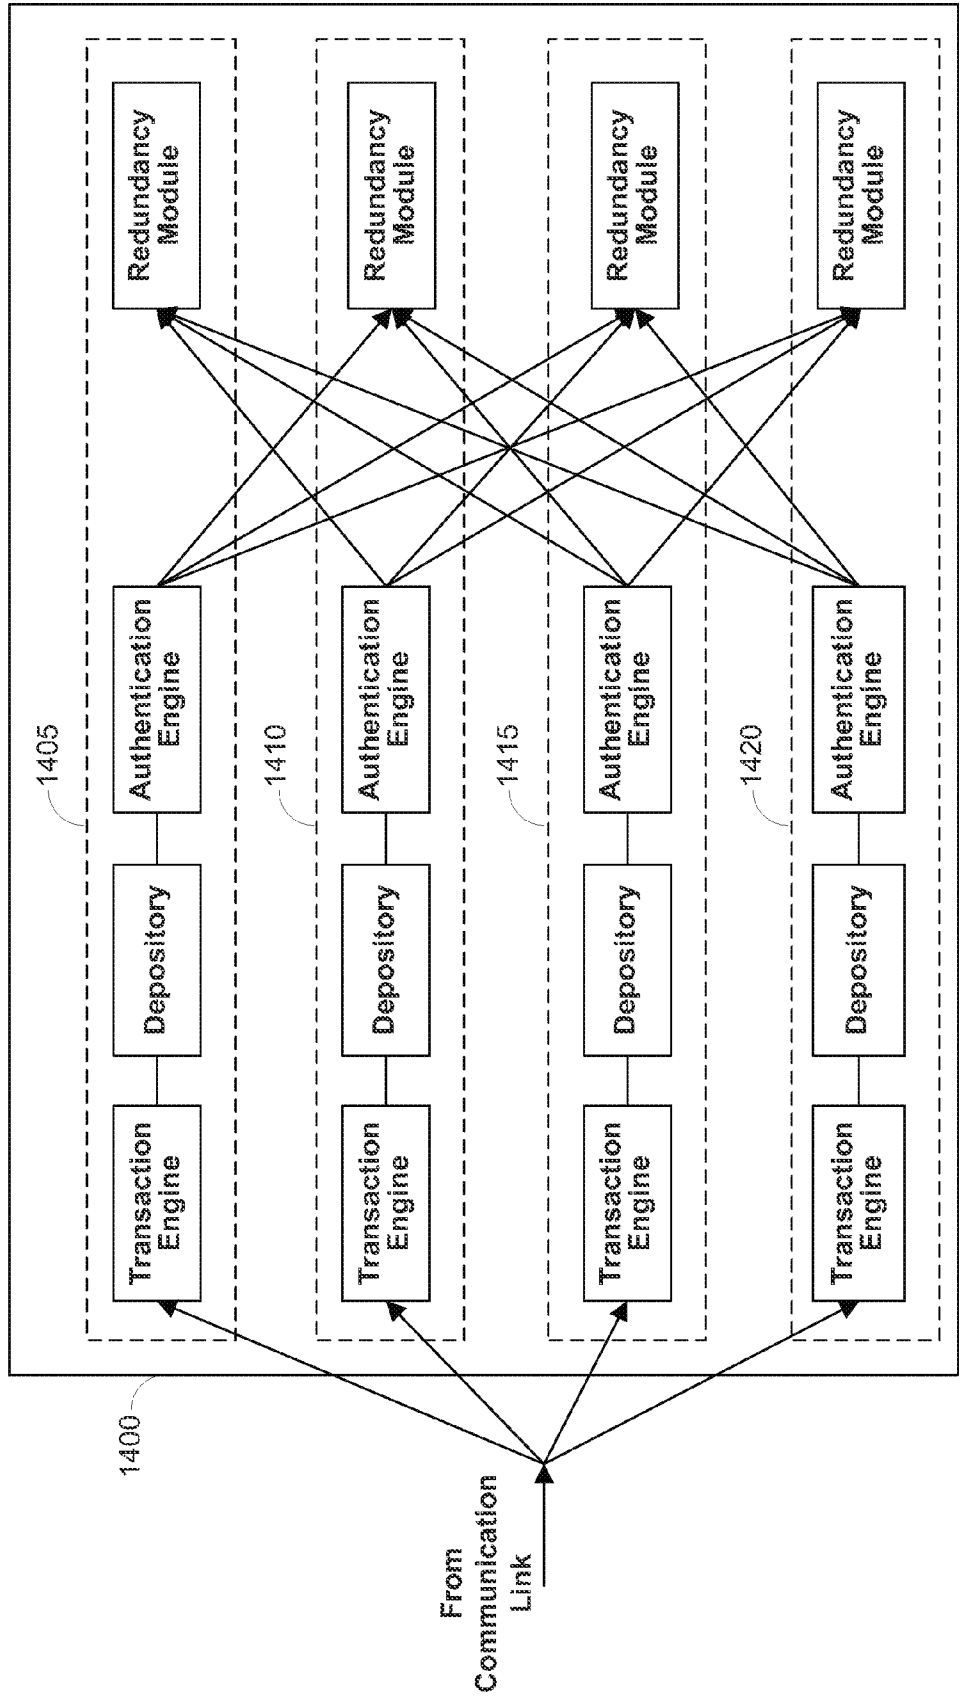 1400
From
Communication
Link
1405
Transaction
Engine
Depository
Authentication
Engine
Redundancy
Module
1410
Transaction
Engine
Depository
Authentication
Engine
Redundancy
Module
1415
Transaction
Engine
Depository
Authentication
Engine
Redundancy
Module
1420
Transaction
Engine
Depository
Authentication
Engine
Redundancy
Module